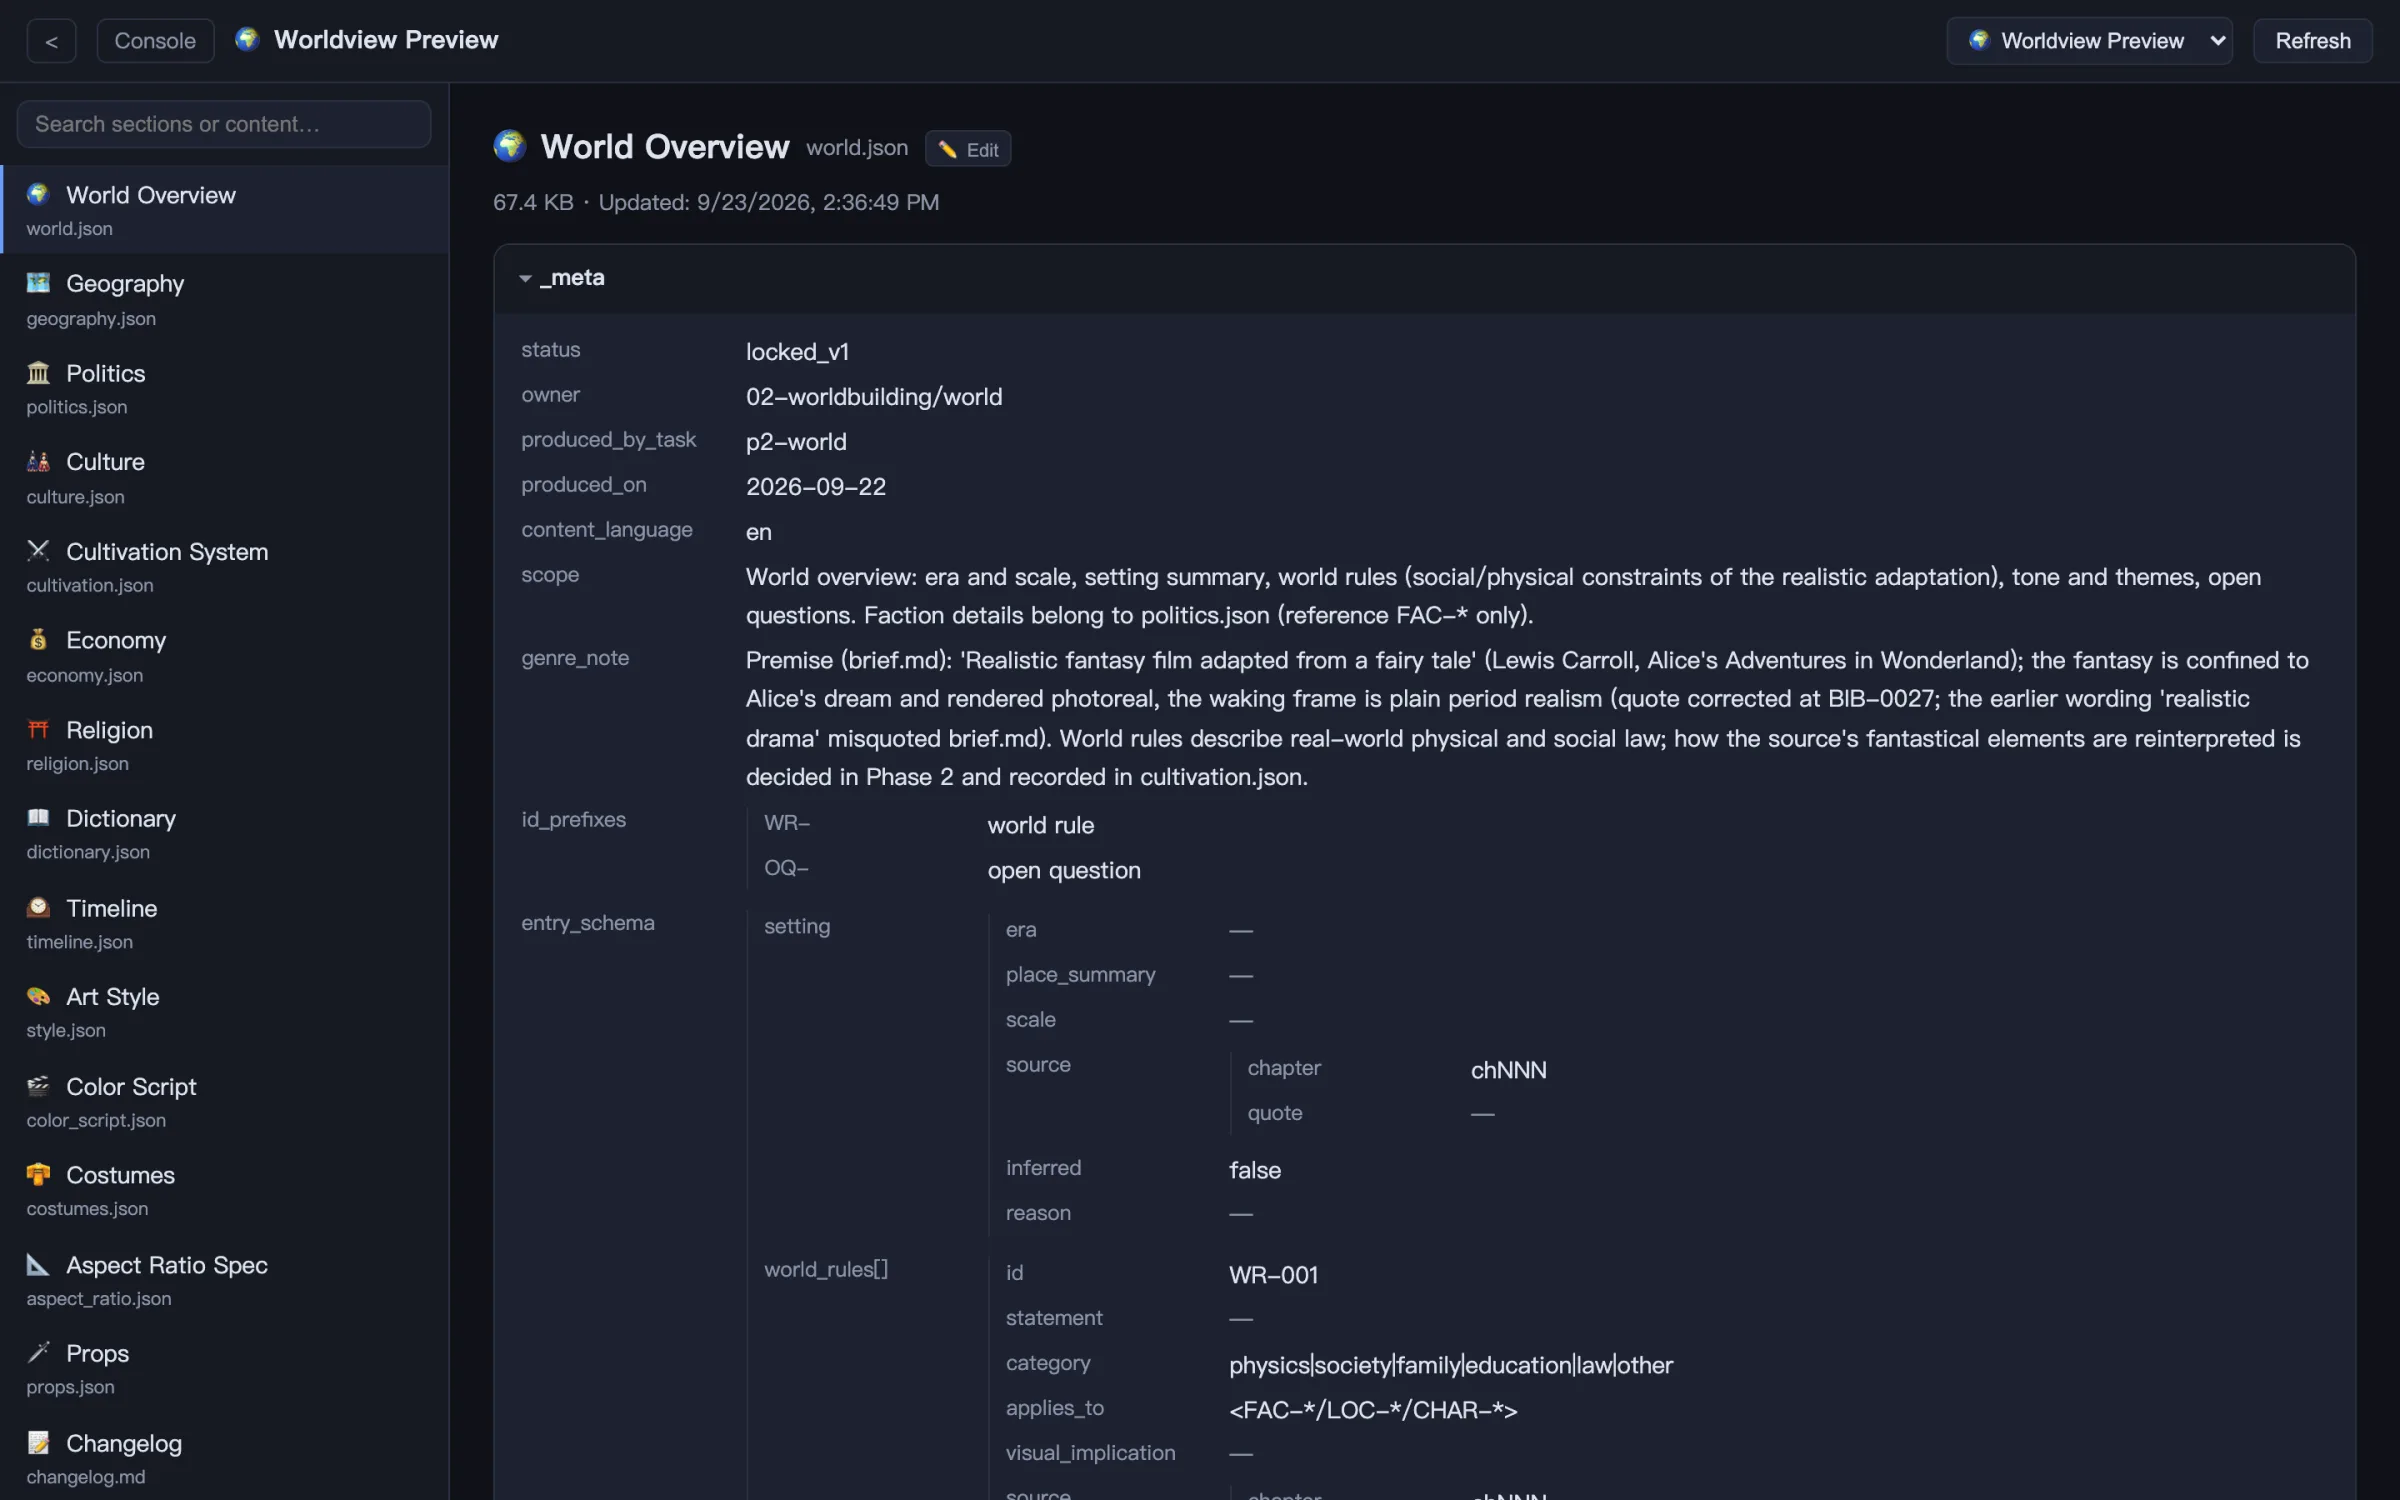 <
Console
Worldview Preview
Worldview Preview
Refresh
Search sections or content…
World Overview
world.json
Geography
geography.json
Politics
politics.json
Culture
culture.json
Cultivation System
cultivation.json
Economy
economy.json
Religion
religion.json
Dictionary
dictionary.json
Timeline
timeline.json
Art Style
style.json
Color Script
color_script.json
Costumes
costumes.json
Aspect Ratio Spec
aspect_ratio.json
Props
props.json
Changelog
changelog.md
World Overview world.json Edit
67.4 KB · Updated: 9/23/2026, 2:36:49 PM
_meta
status locked_v1
owner 02-worldbuilding/world
produced_by_task p2-world
produced_on 2026-09-22
content_language en
scope World overview: era and scale, setting summary, world rules (social/physical constraints of the realistic adaptation), tone and themes, open
questions. Faction details belong to politics.json (reference FAC-* only).
genre_note Premise (brief.md): 'Realistic fantasy film adapted from a fairy tale' (Lewis Carroll, Alice's Adventures in Wonderland); the fantasy is confined to
Alice's dream and rendered photoreal, the waking frame is plain period realism (quote corrected at BIB-0027; the earlier wording 'realistic
drama' misquoted brief.md). World rules describe real-world physical and social law; how the source's fantastical elements are reinterpreted is
decided in Phase 2 and recorded in cultivation.json.
id_prefixes WR- world rule
OQ- open question
entry_schema setting era —
place_summary —
scale —
source chapter chNNN
quote —
inferred false
reason —
world_rules[] id WR-001
statement —
category physics|society|family|education|law|other
applies_to <FAC-*/LOC-*/CHAR-*>
visual_implication —
source chapter chNNN